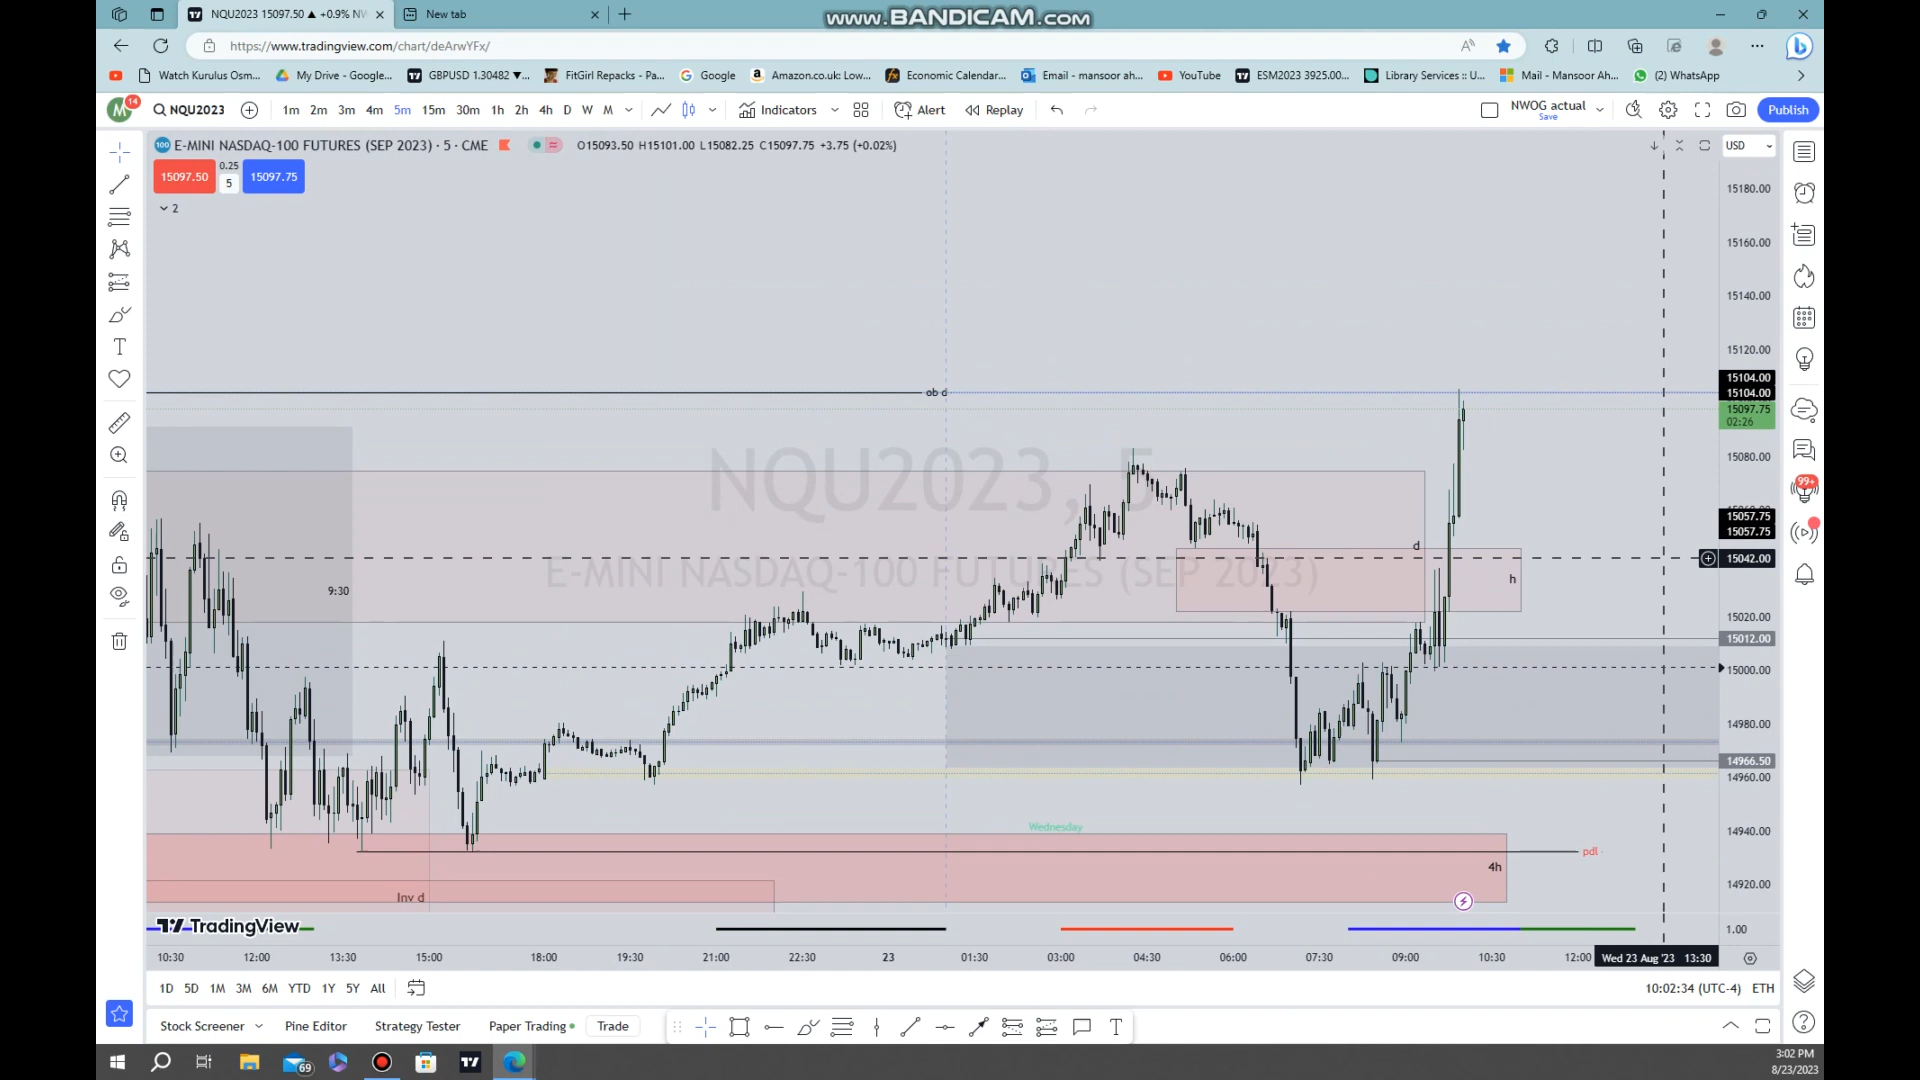 www.BANDICAM.com
NQU2023 15097.50 ▲ +0.9% NW
New tab
https://www.tradingview.com/chart/deArwYFx/
Watch Kurulus Osm...
My Drive - Google...
GBPUSD 1.30482 ▼...
FitGirl Repacks - Pa...
Google
Amazon.co.uk: Low...
Economic Calendar...
Email - mansoor ah...
YouTube
ESM2023 3925.00...
Library Services :: U...
Mail - Mansoor Ah...
(2) WhatsApp
M 14
NQU2023
1m 2m 3m 4m 5m 15m 30m 1h 2h 4h D W M
Indicators
Alert
Replay
NWOG actual
Save
Publish
E-MINI NASDAQ-100 FUTURES (SEP 2023) · 5 · CME
O15093.50 H15101.00 L15082.25 C15097.75 +3.75 (+0.02%)
USD
15097.50
0.25
5
15097.75
2
15180.00
15160.00
15140.00
15120.00
15104.00
15104.00
15097.75
02:26
15080.00
15057.75
15057.75
15042.00
15020.00
15012.00
15000.00
14980.00
14966.50
14960.00
14940.00
14920.00
1.00
ob d
NQU2023, 5
E-MINI NASDAQ-100 FUTURES (SEP 2023)
d
h
9:30
Wednesday
pdl
4h
Inv d
TradingView
99+
10:30 12:00 13:30 15:00 18:00 19:30 21:00 22:30 23 01:30 03:00 04:30 06:00 07:30 09:00 10:30 12:00 Wed 23 Aug '23 13:30
1D 5D 1M 3M 6M YTD 1Y 5Y All
10:02:34 (UTC-4) ETH
Stock Screener
Pine Editor
Strategy Tester
Paper Trading
Trade
69
3:02 PM
8/23/2023